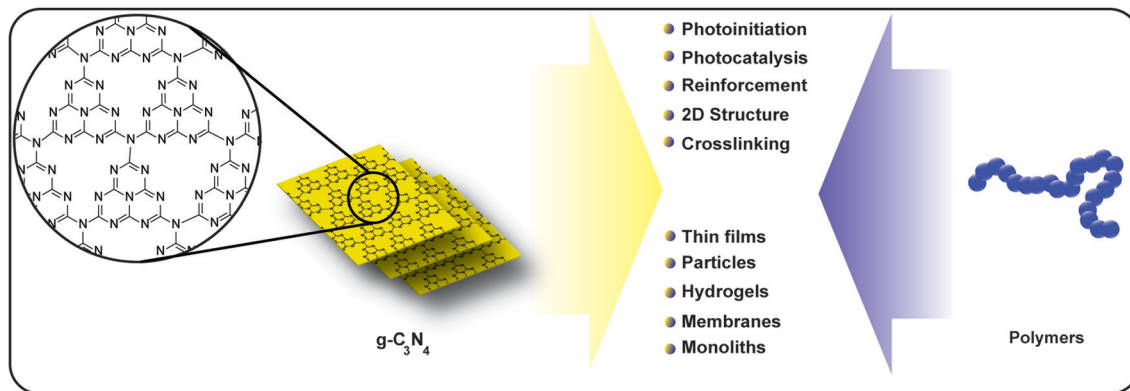 Photoinitiation
Photocatalysis
Reinforcement
2D Structure
Crosslinking
Thin films
Particles
Hydrogels
Membranes
Monoliths
g-C₃N₄
Polymers